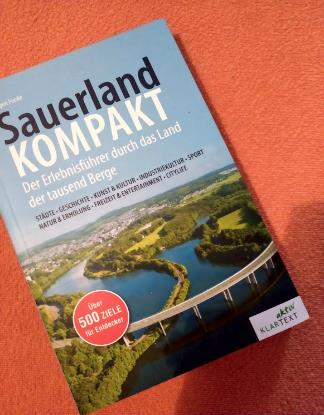 Sauerland
KOMPAKT
Der Erlebnisführer durch das Land
der tausend Berge
STÄDTE • GESCHICHTE • KUNST & KULTUR • INDUSTRIEKULTUR • SPORT
NATUR & ERHOLUNG • FREIZEIT & ENTERTAINMENT • CITYLIFE
Über
500 ZIELE
für Entdecker
aktiv
KLARTEXT